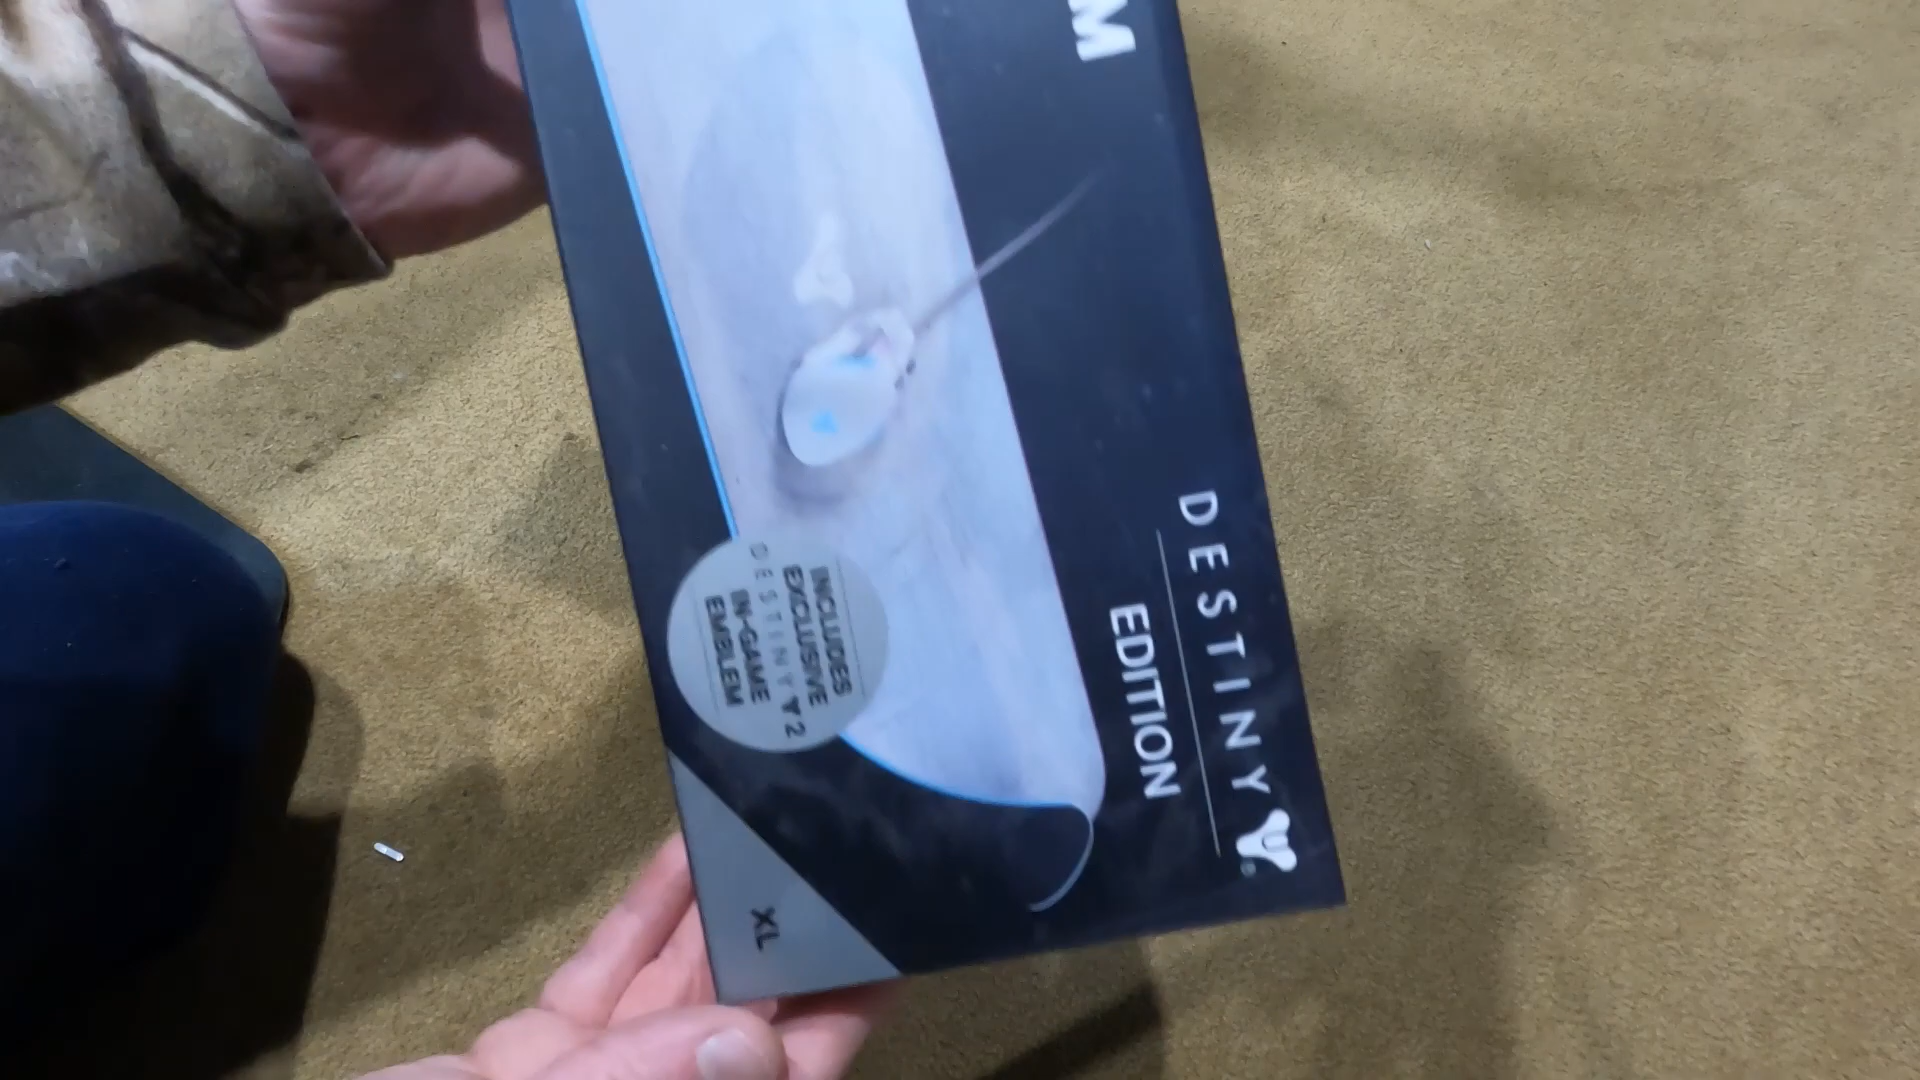 M
DESTINY
EDITION
INCLUDES
EXCLUSIVE
DESTINY 2
IN-GAME
EMBLEM
XL